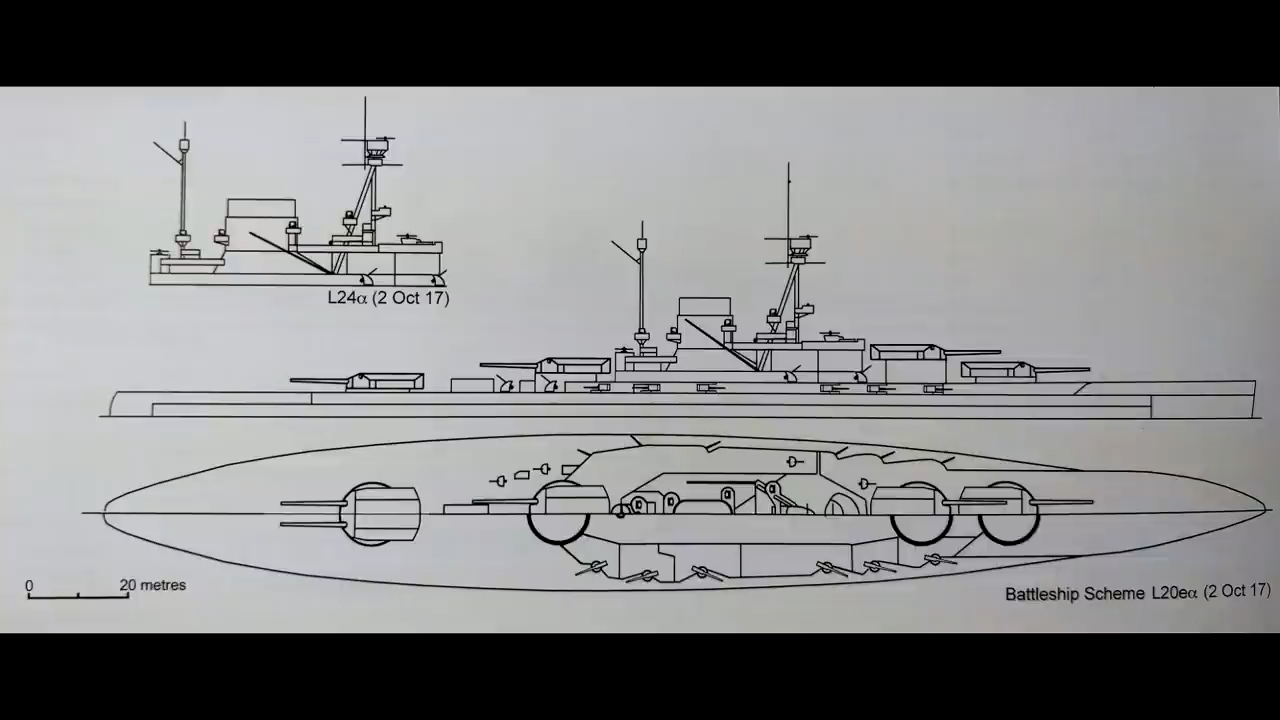 L24α (2 Oct 17)
0 20 metres
Battleship Scheme L20eα (2 Oct 17)